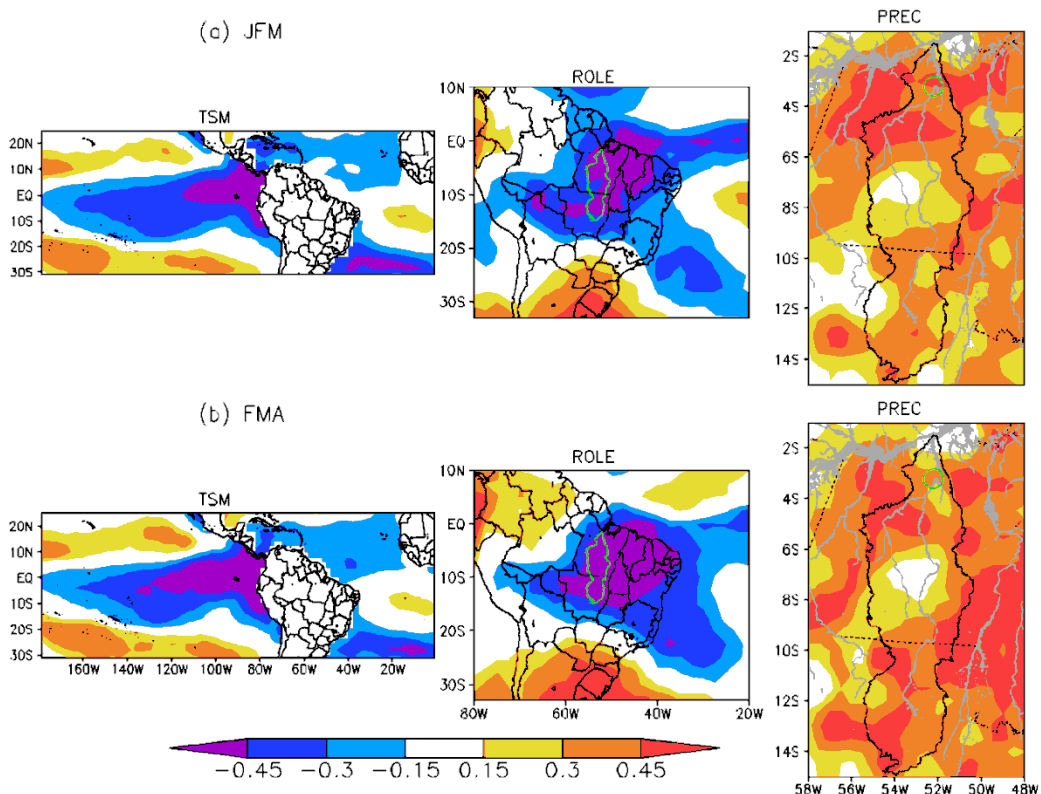 (a) JFM
PREC
ROLE
TSM
10N
EQ
10S
20S
30S
20N
10N
EQ
10S
20S
30S
2S
4S
6S
8S
10S
12S
14S
(b) FMA
PREC
ROLE
TSM
10N
EQ
10S
20S
30S
20N
10N
EQ
10S
20S
30S
160W 140W 120W 100W 80W 60W 40W 20W
80W 60W 40W 20W
2S
4S
6S
8S
10S
12S
14S
58W 56W 54W 52W 50W 48W
-0.45 -0.3 -0.15 0.15 0.3 0.45